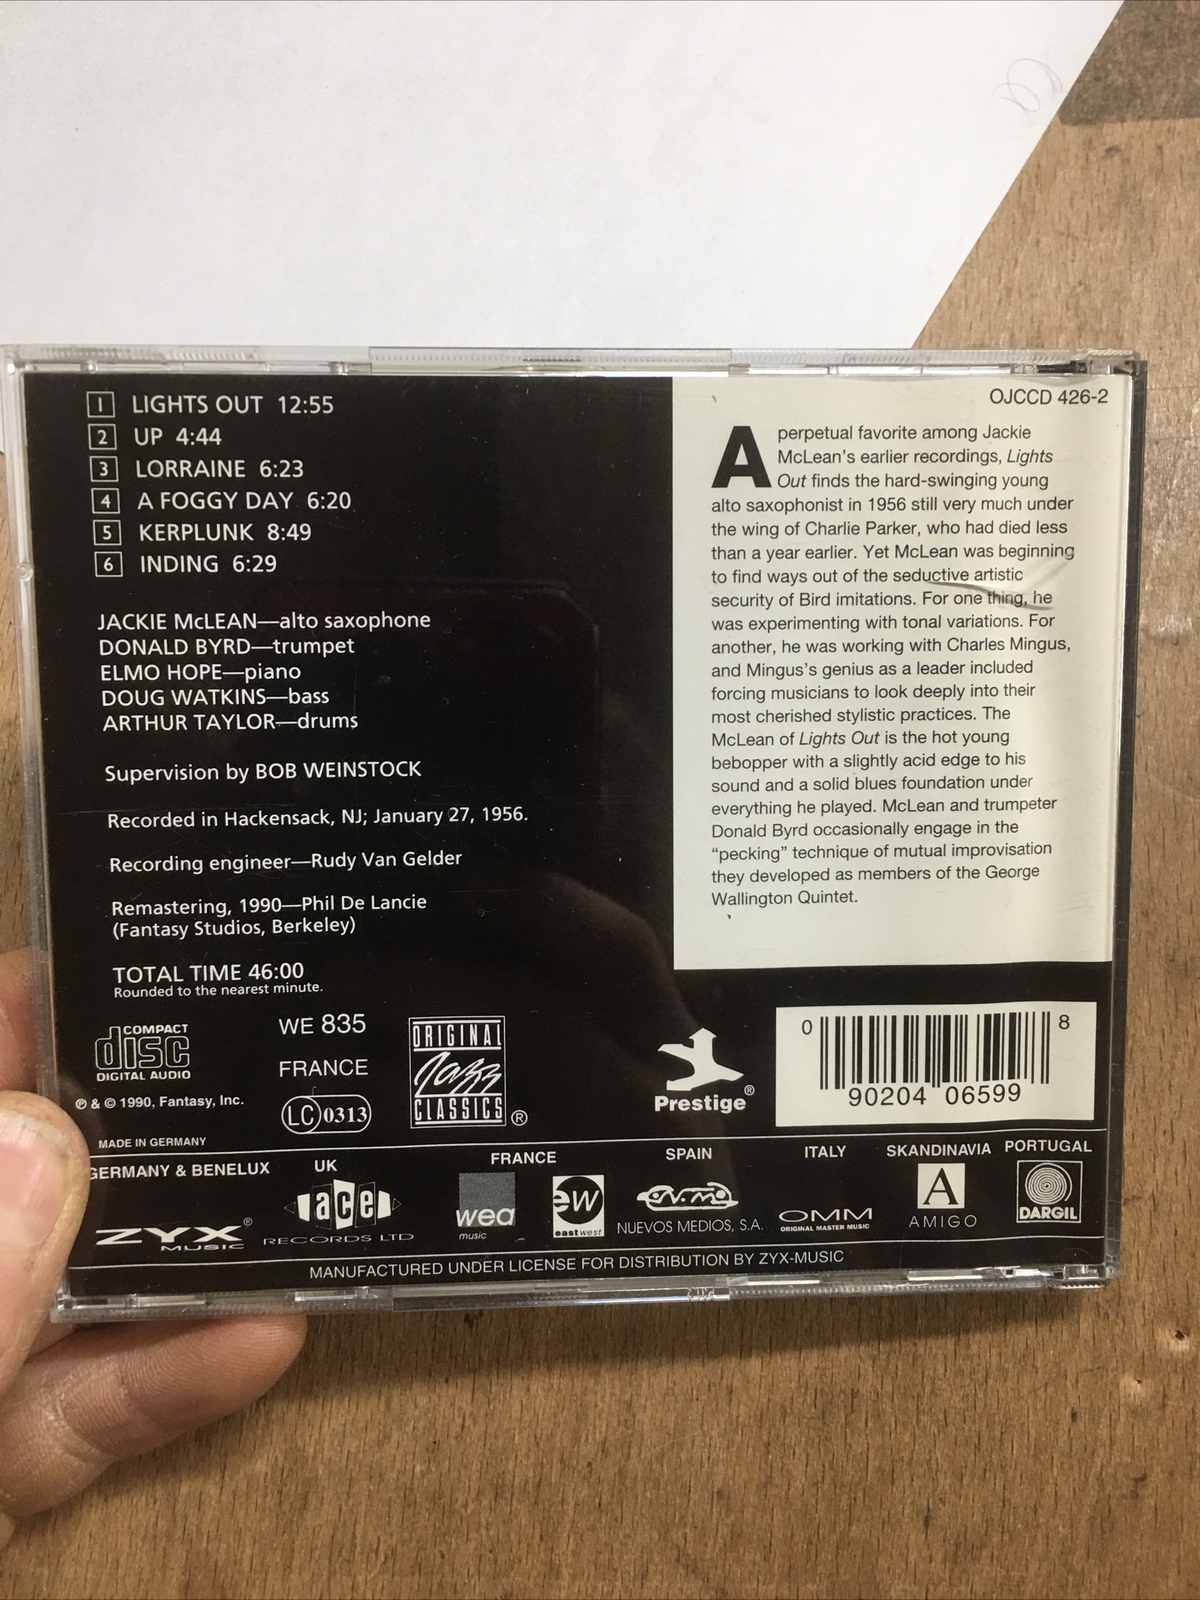 1 LIGHTS OUT 12:55
2 UP 4:44
3 LORRAINE 6:23
4 A FOGGY DAY 6:20
5 KERPLUNK 8:49
6 INDING 6:29
JACKIE McLEAN—alto saxophone
DONALD BYRD—trumpet
ELMO HOPE—piano
DOUG WATKINS—bass
ARTHUR TAYLOR—drums
Supervision by BOB WEINSTOCK
Recorded in Hackensack, NJ; January 27, 1956.
Recording engineer—Rudy Van Gelder
Remastering, 1990—Phil De Lancie
(Fantasy Studios, Berkeley)
TOTAL TIME 46:00
Rounded to the nearest minute.
OJCCD 426-2
A perpetual favorite among Jackie
McLean's earlier recordings, Lights
Out finds the hard-swinging young
alto saxophonist in 1956 still very much under
the wing of Charlie Parker, who had died less
than a year earlier. Yet McLean was beginning
to find ways out of the seductive artistic
security of Bird imitations. For one thing, he
was experimenting with tonal variations. For
another, he was working with Charles Mingus,
and Mingus's genius as a leader included
forcing musicians to look deeply into their
most cherished stylistic practices. The
McLean of Lights Out is the hot young
bebopper with a slightly acid edge to his
sound and a solid blues foundation under
everything he played. McLean and trumpeter
Donald Byrd occasionally engage in the
“pecking” technique of mutual improvisation
they developed as members of the George
Wallington Quintet.
COMPACT
disc
DIGITAL AUDIO
℗ & © 1990, Fantasy, Inc.
MADE IN GERMANY
WE 835
FRANCE
LC 0313
ORIGINAL
Jazz
CLASSICS ®
Prestige ®
0 90204 06599 8
GERMANY & BENELUX
ZYX ®
MUSIC
UK
ace
RECORDS LTD
FRANCE
wea
music
ew
eastwest
SPAIN
N.M.
NUEVOS MEDIOS, S.A.
ITALY
OMM
ORIGINAL MASTER MUSIC
SKANDINAVIA
A
AMIGO
PORTUGAL
DARGIL
MANUFACTURED UNDER LICENSE FOR DISTRIBUTION BY ZYX-MUSIC